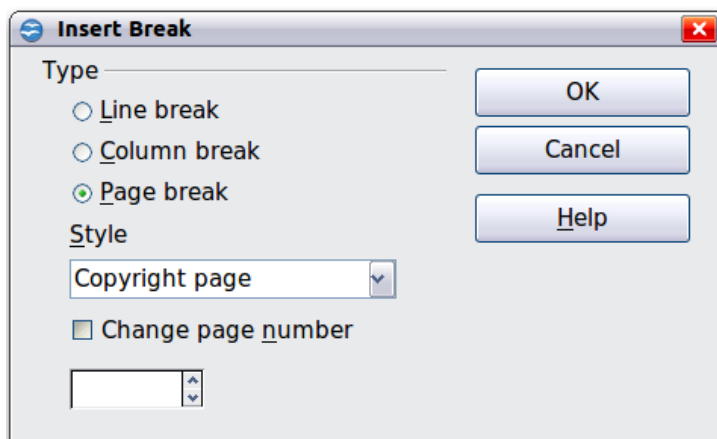 Insert Break
Type
Line break
Column break
Page break
Style
Copyright page
Change page number
OK
Cancel
Help